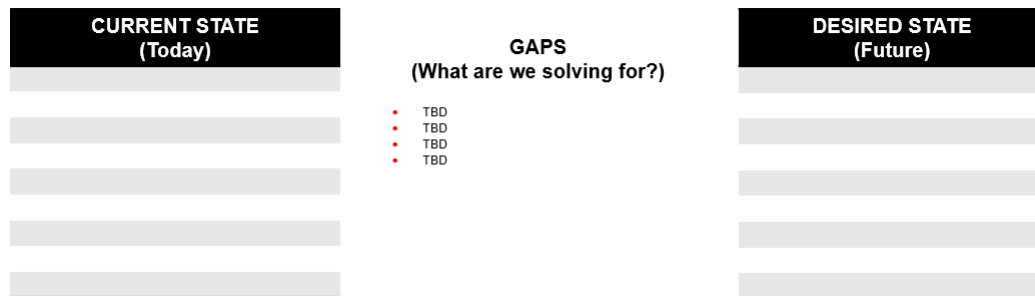 CURRENT STATE
(Today)
GAPS
(What are we solving for?)
TBD
TBD
TBD
TBD
DESIRED STATE
(Future)